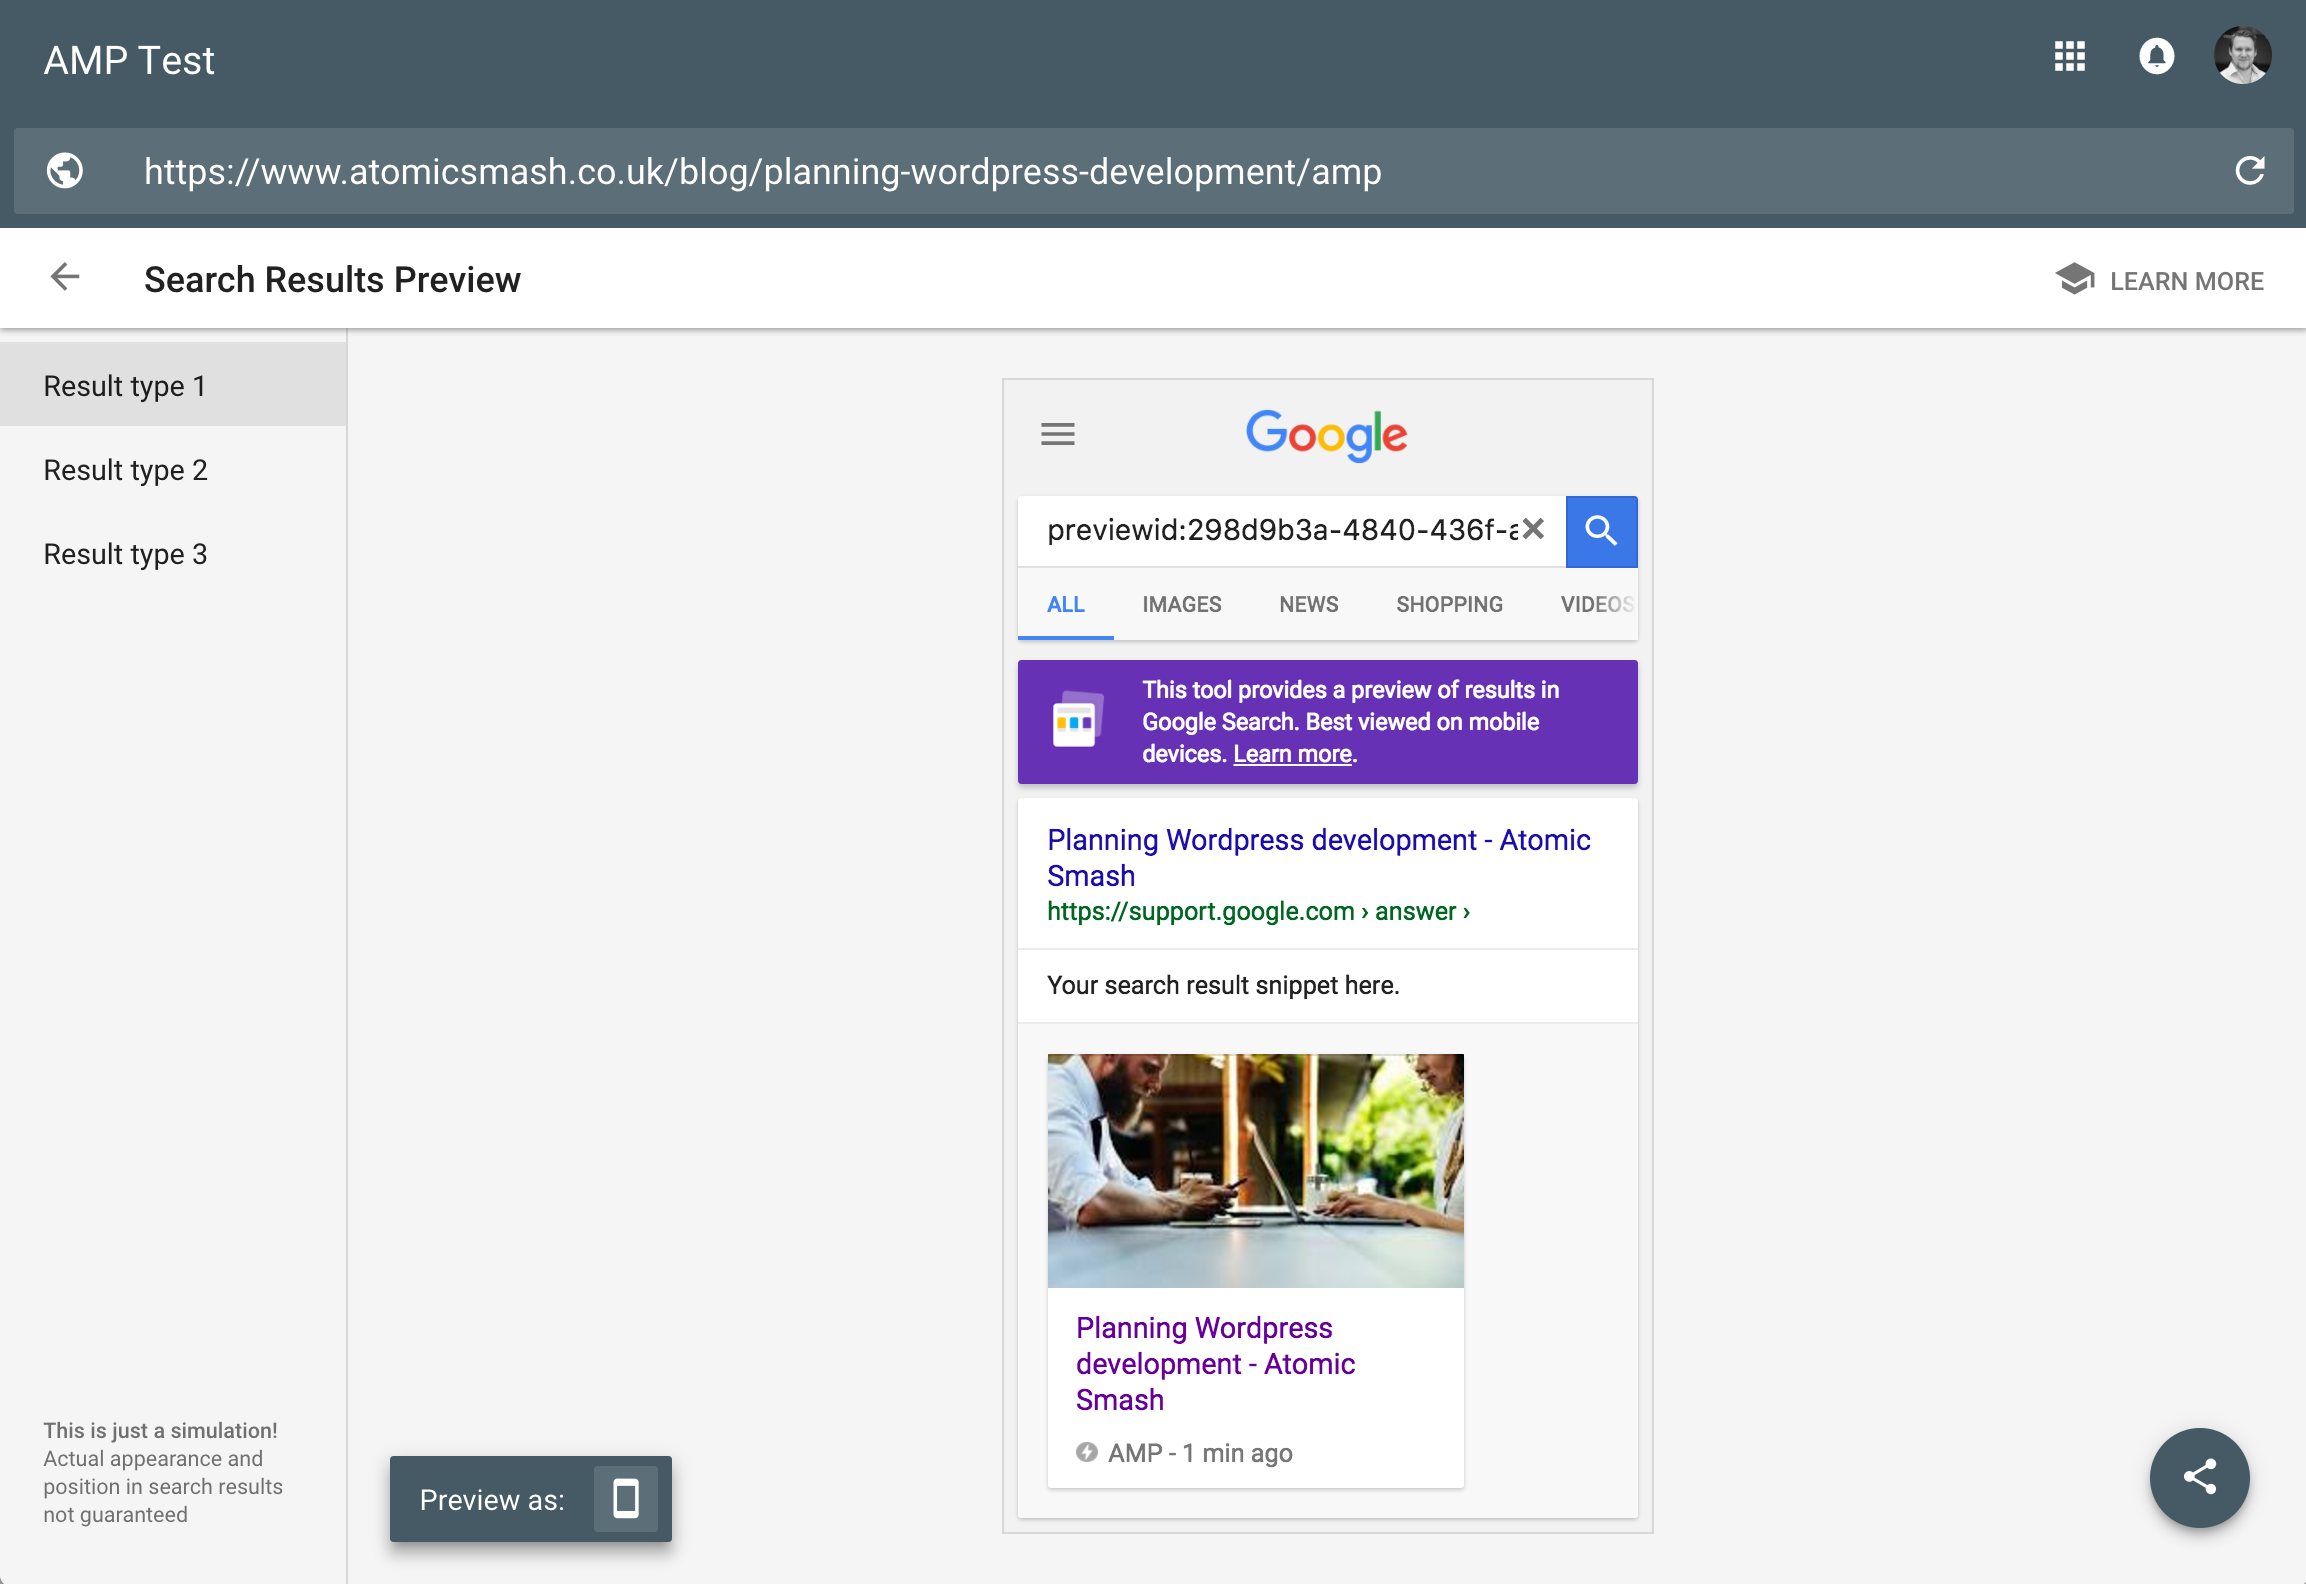 AMP Test
https://www.atomicsmash.co.uk/blog/planning-wordpress-development/amp
Search Results Preview
LEARN MORE
Result type 1
Result type 2
Result type 3
This is just a simulation!
Actual appearance and
position in search results
not guaranteed
Preview as:
Google
previewid:298d9b3a-4840-436f-a
ALL IMAGES NEWS SHOPPING VIDEOS
This tool provides a preview of results in
Google Search. Best viewed on mobile
devices. Learn more.
Planning Wordpress development - Atomic
Smash
https://support.google.com › answer ›
Your search result snippet here.
Planning Wordpress
development - Atomic
Smash
AMP - 1 min ago